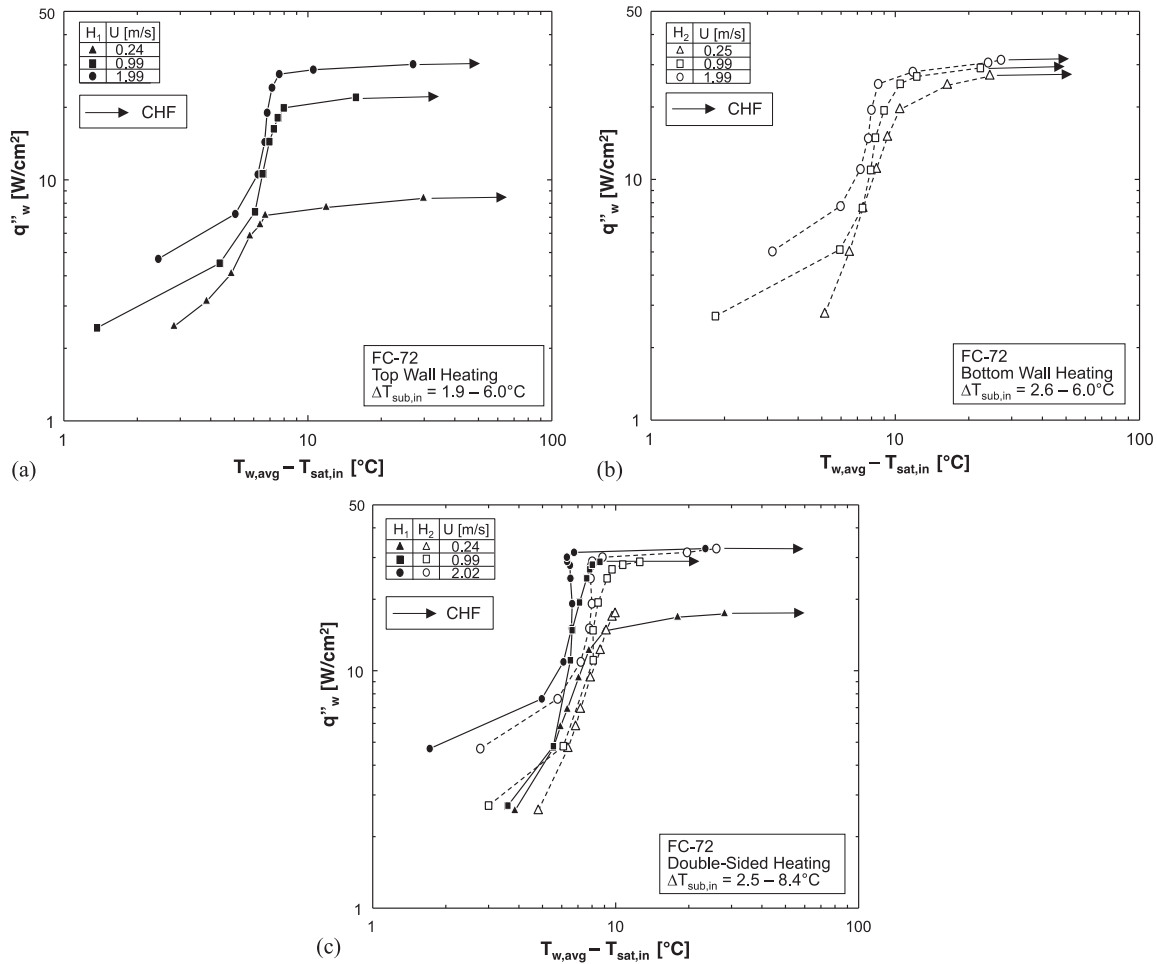 50
H₁ U [m/s]
▲ 0.24
■ 0.99
● 1.99
→ CHF
q"w [W/cm²]
10
FC-72
Top Wall Heating
ΔTsub,in = 1.9 – 6.0°C
1
1 10 100
(a)
Tw,avg – Tsat,in [°C]
50
H₂ U [m/s]
△ 0.25
□ 0.99
○ 1.99
→ CHF
q"w [W/cm²]
10
FC-72
Bottom Wall Heating
ΔTsub,in = 2.6 – 6.0°C
1
1 10 100
(b)
Tw,avg – Tsat,in [°C]
50
H₁ H₂ U [m/s]
▲ △ 0.24
■ □ 0.99
● ○ 2.02
→ CHF
q"w [W/cm²]
10
FC-72
Double-Sided Heating
ΔTsub,in = 2.5 – 8.4°C
1
1 10 100
(c)
Tw,avg – Tsat,in [°C]